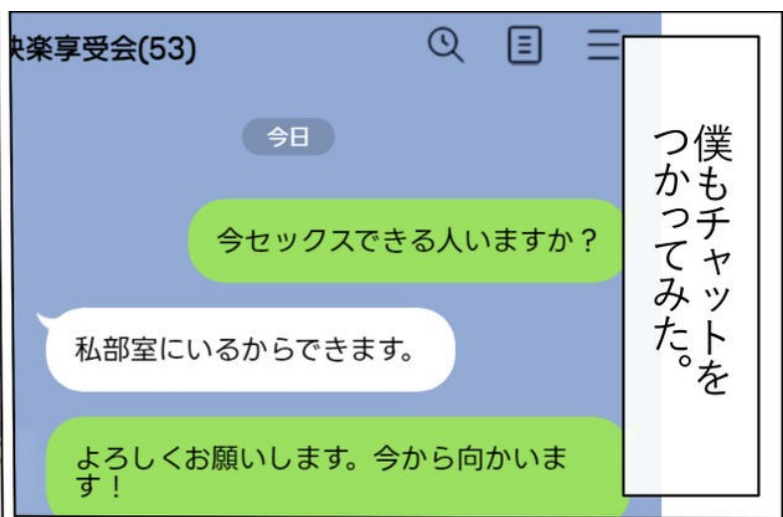 快楽享受会(53)
今日
今セックスできる人いますか？
私部室にいるからできます。
よろしくお願いします。今から向かいま
す！
僕もチャットを
つかってみた。